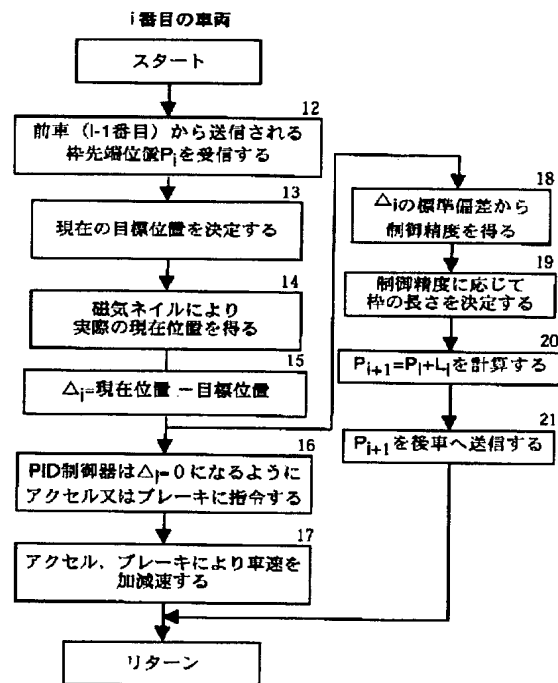 i番目の車両
スタート
12
前車（I-1番目）から送信される
枠先端位置Piを受信する
13
現在の目標位置を決定する
14
磁気ネイルにより
実際の現在位置を得る
15
△i=現在位置 －目標位置
16
PID制御器は△i=0になるように
アクセル又はブレーキに指令する
17
アクセル，ブレーキにより車速を
加減速する
リターン
18
△iの標準偏差から
制御精度を得る
19
制御精度に応じて
枠の長さを決定する
20
Pi+1=Pi+Liを計算する
21
Pi+1を後車へ送信する